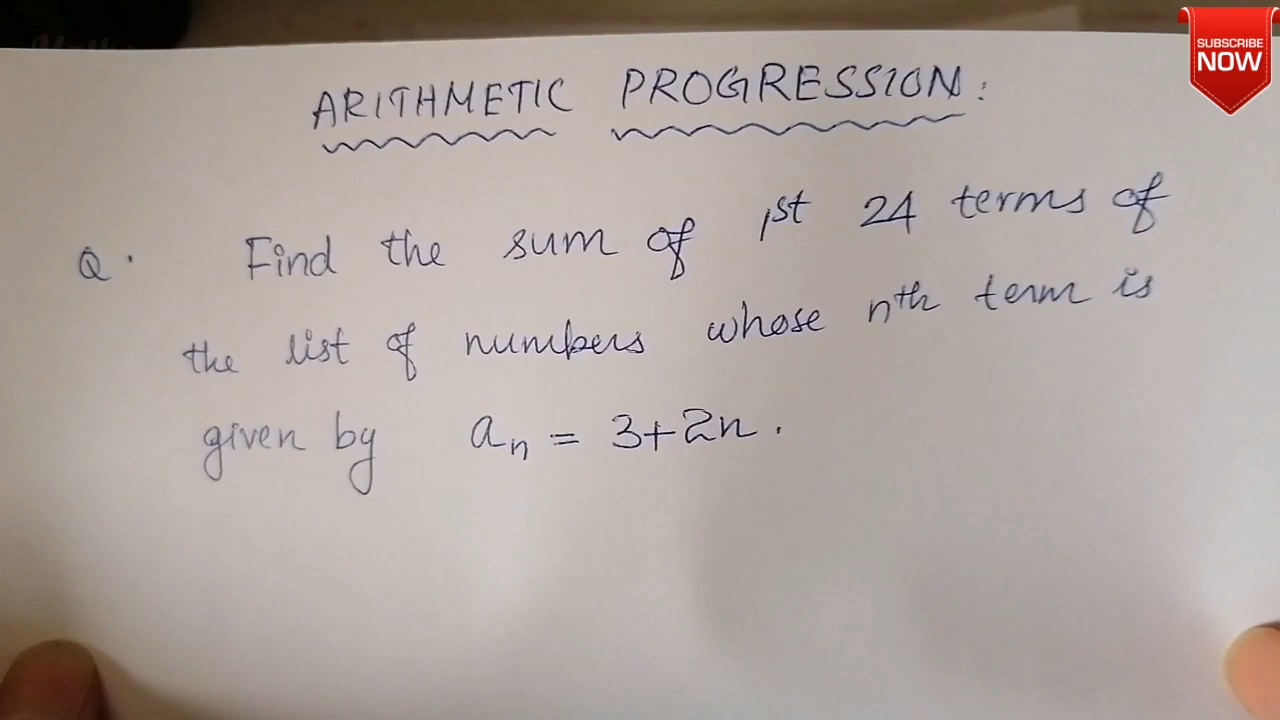 SUBSCRIBE
NOW
ARITHMETIC PROGRESSION:
Q. Find the sum of 1st 24 terms of
the list of numbers whose nth term is
given by an = 3+2n.